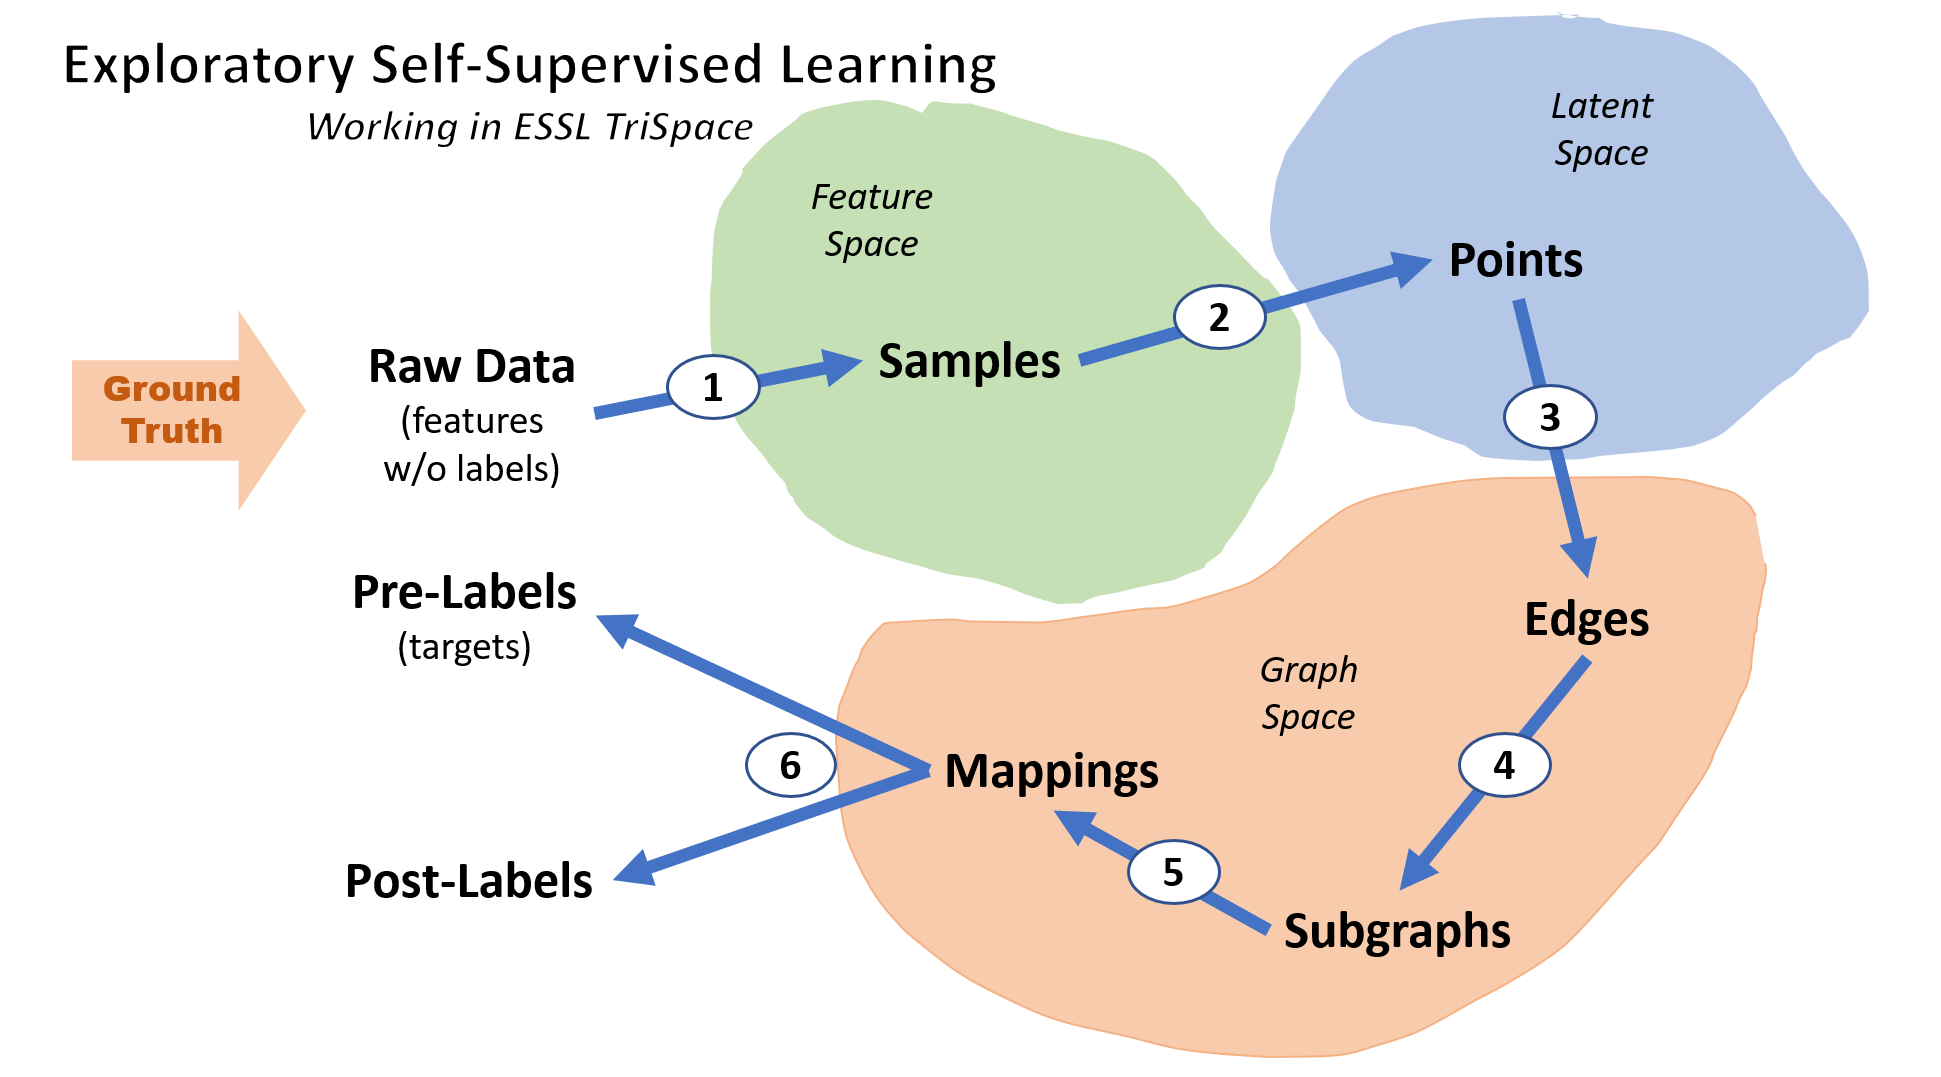 Exploratory Self-Supervised Learning
Working in ESSL TriSpace
Latent
Space
Feature
Space
Points
2
Ground
Truth
Raw Data
(features
w/o labels)
1
Samples
3
Pre-Labels
(targets)
Edges
Graph
Space
6
Mappings
4
5
Post-Labels
Subgraphs